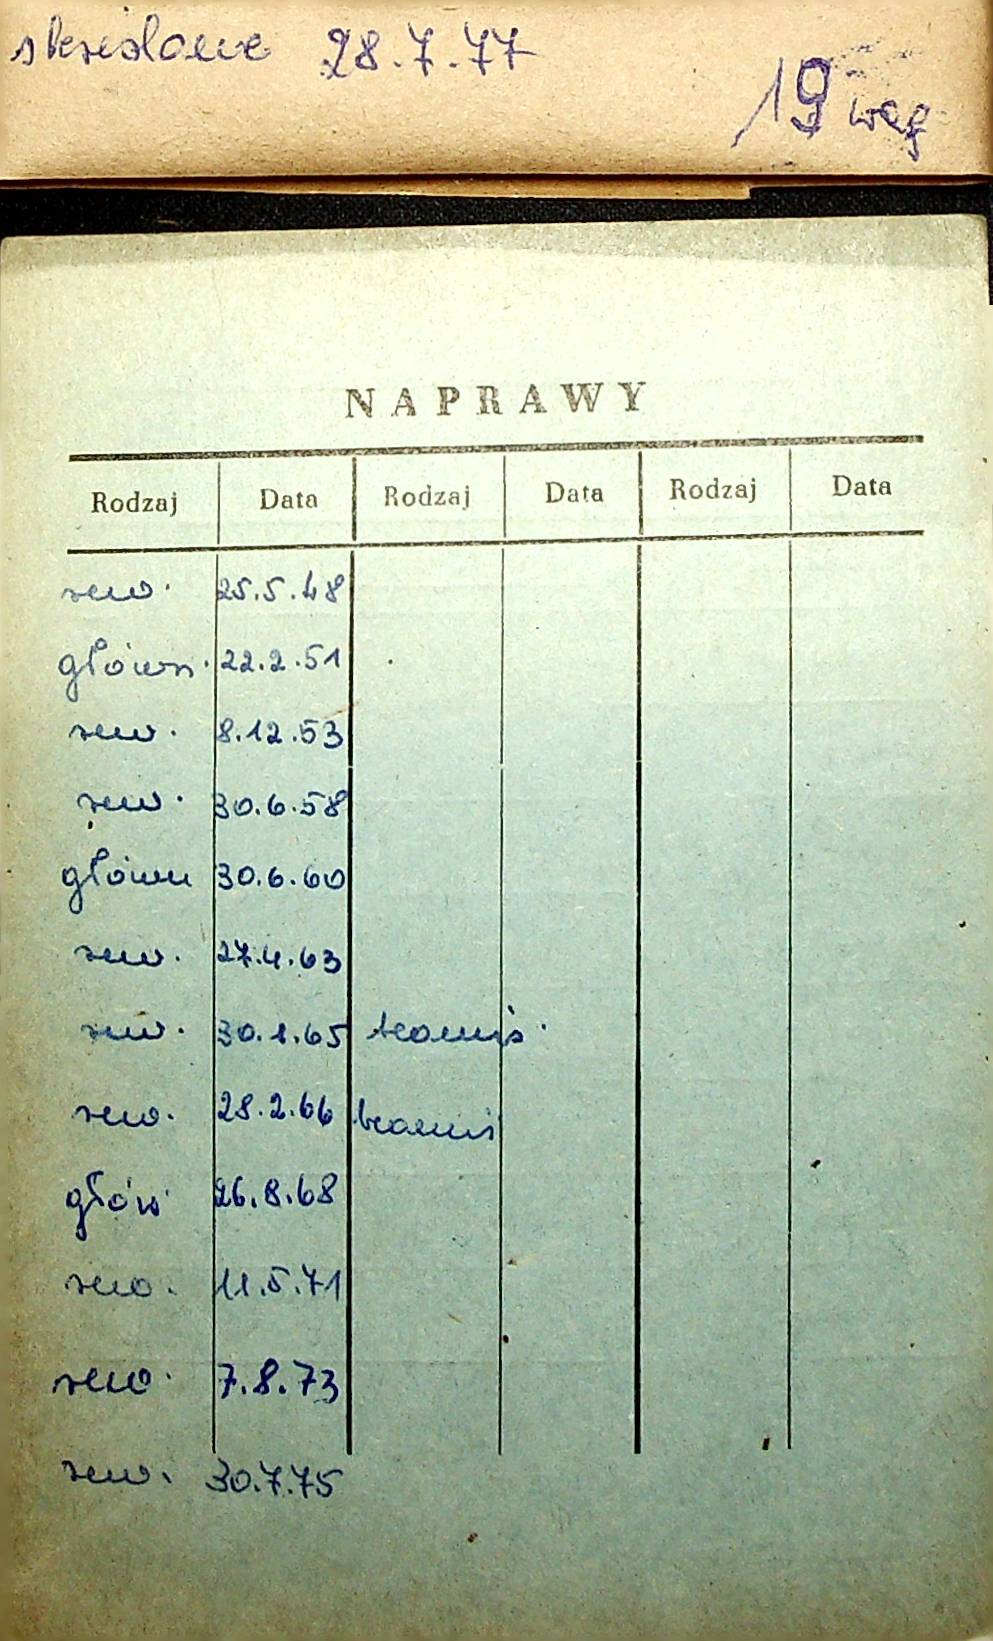 skreślone 28.7.77
19 wag
NAPRAWY
Rodzaj Data Rodzaj Data Rodzaj Data
rew. 25.5.48
główn. 22.2.51
rew. 8.12.53
rew. 30.6.58
główn 30.6.60
rew. 27.4.63
rew. 30.1.65
rew. 28.2.66
głów 26.8.68
rew. 11.5.71
rew. 7.8.73
rew. 30.7.75